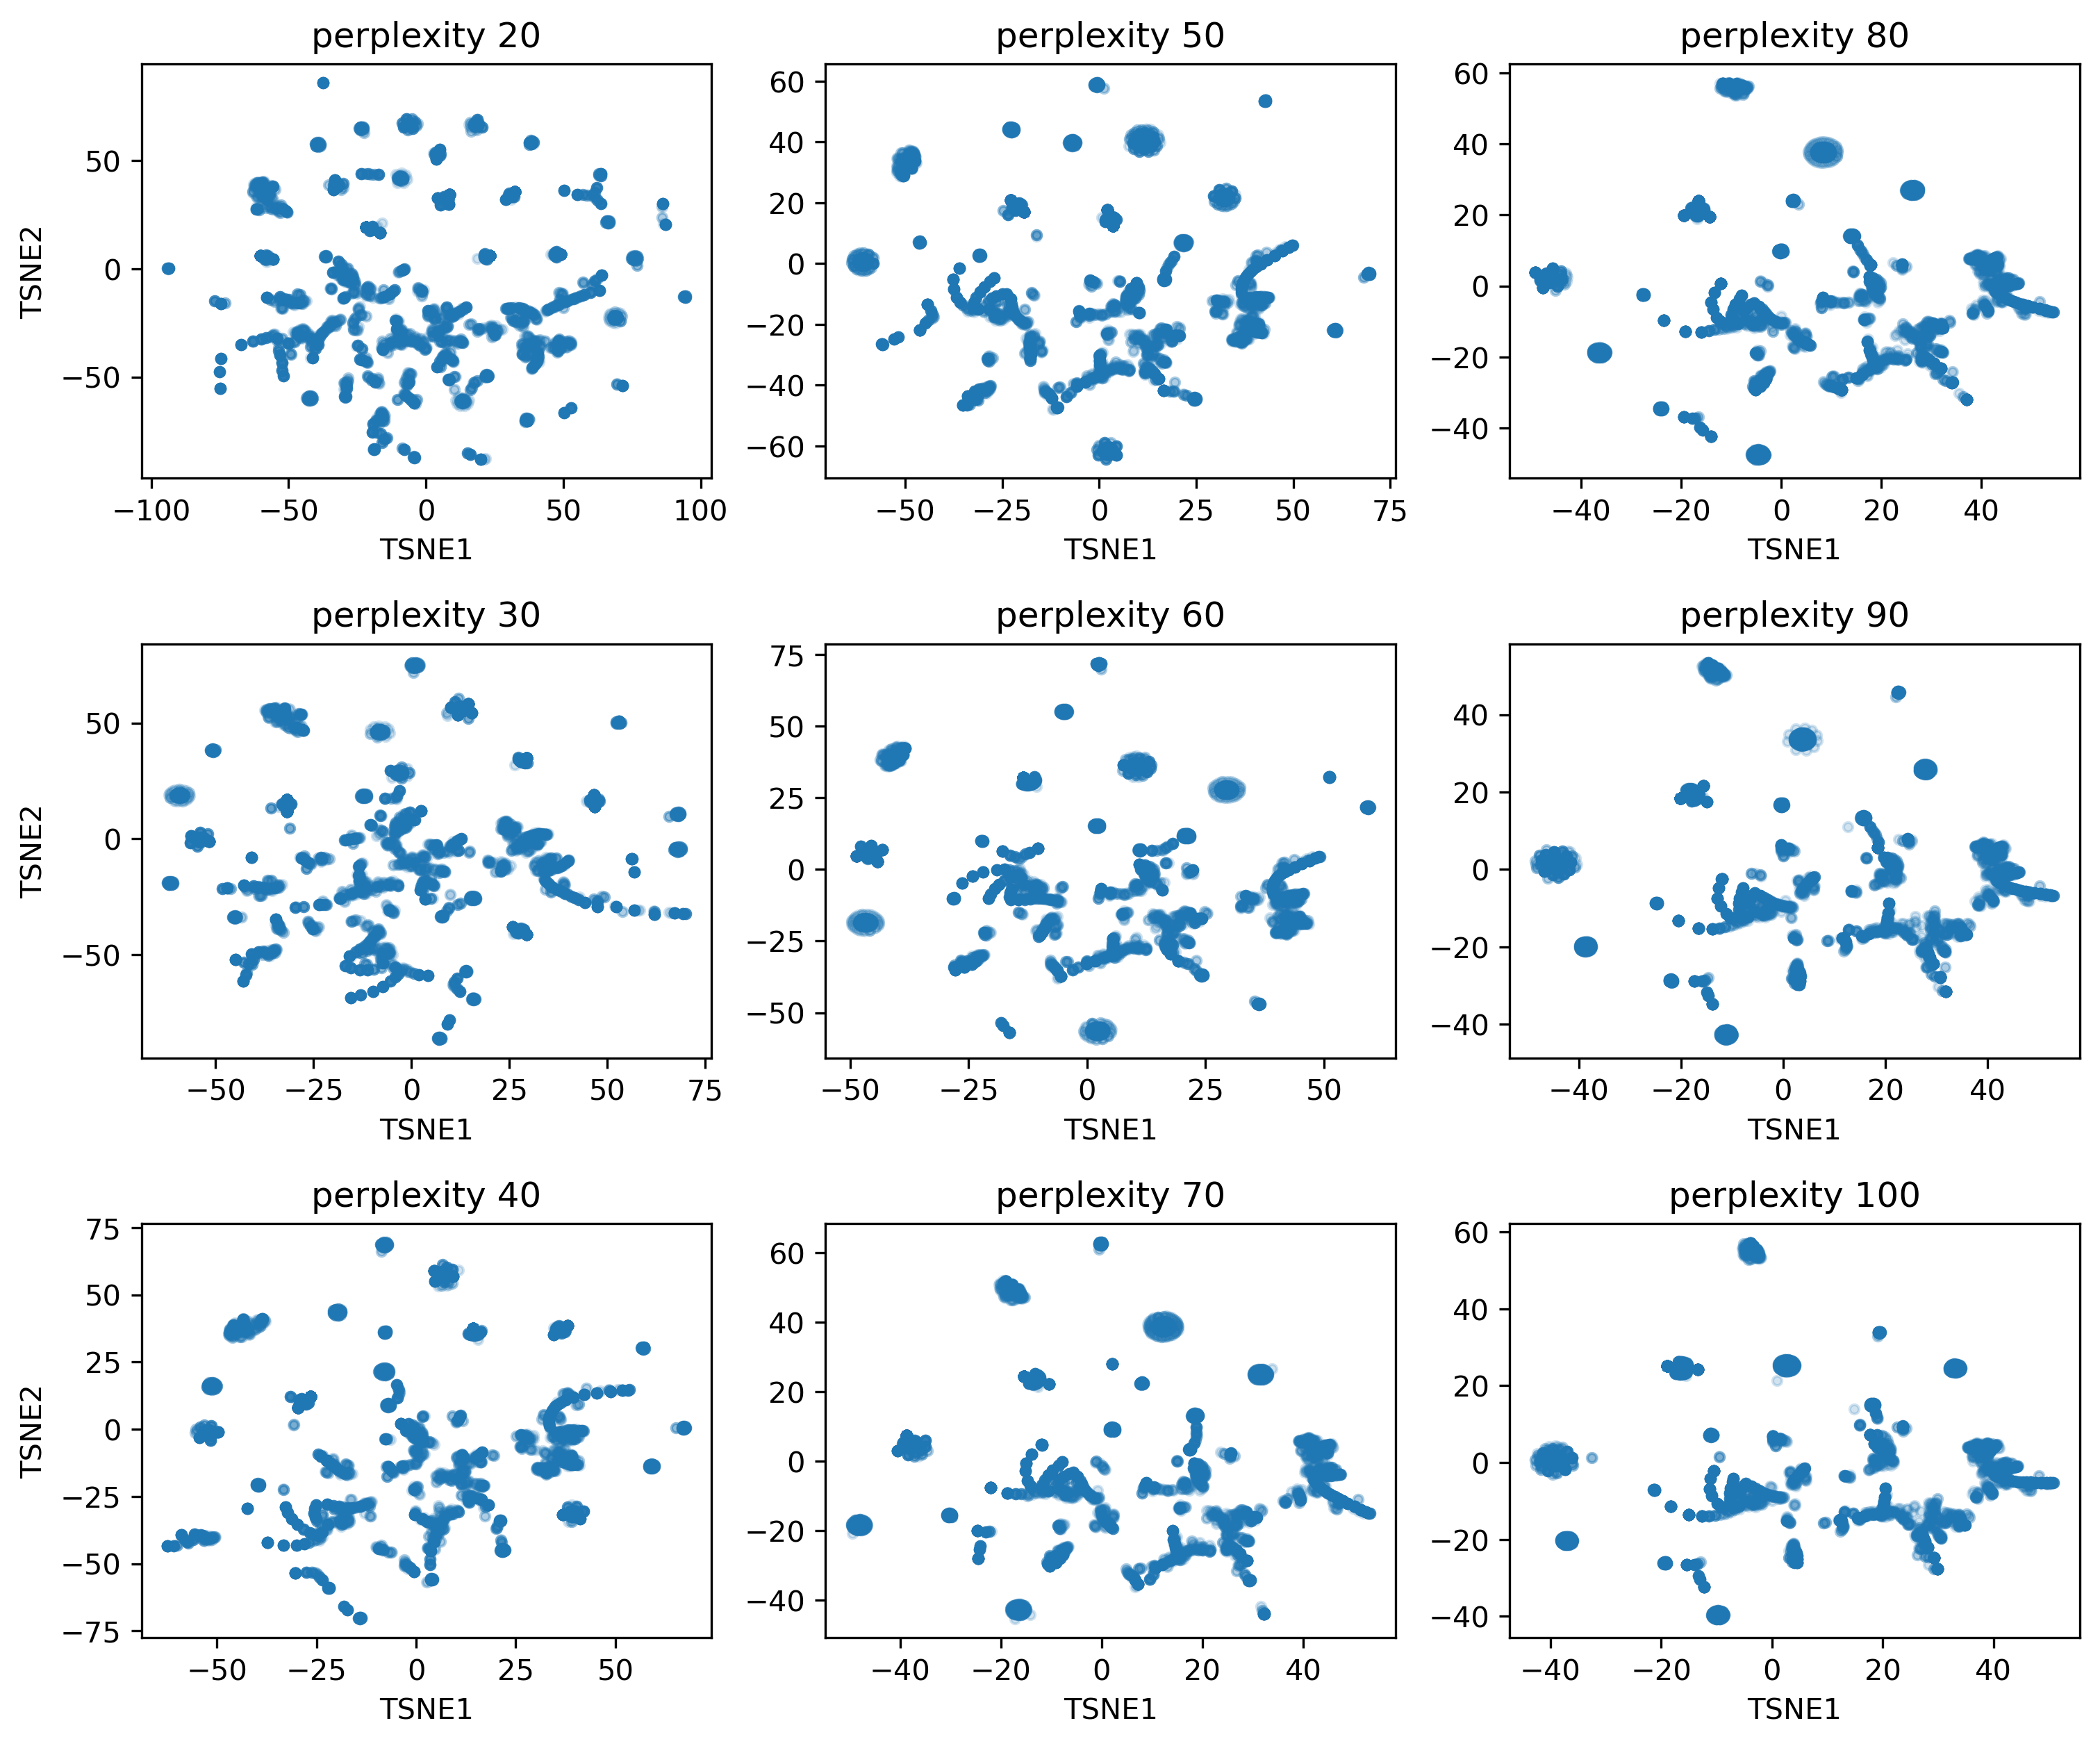 perplexity 20
perplexity 50
perplexity 80
TSNE2
50
0
−50
60
40
20
0
−20
−40
−60
60
40
20
0
−20
−40
−100 −50 0 50 100
−50 −25 0 25 50 75
−40 −20 0 20 40
TSNE1
TSNE1
TSNE1
perplexity 30
perplexity 60
perplexity 90
TSNE2
50
0
−50
75
50
25
0
−25
−50
40
20
0
−20
−40
−50 −25 0 25 50 75
−50 −25 0 25 50
−40 −20 0 20 40
TSNE1
TSNE1
TSNE1
perplexity 40
perplexity 70
perplexity 100
TSNE2
75
50
25
0
−25
−50
−75
60
40
20
0
−20
−40
60
40
20
0
−20
−40
−50 −25 0 25 50
−40 −20 0 20 40
−40 −20 0 20 40
TSNE1
TSNE1
TSNE1